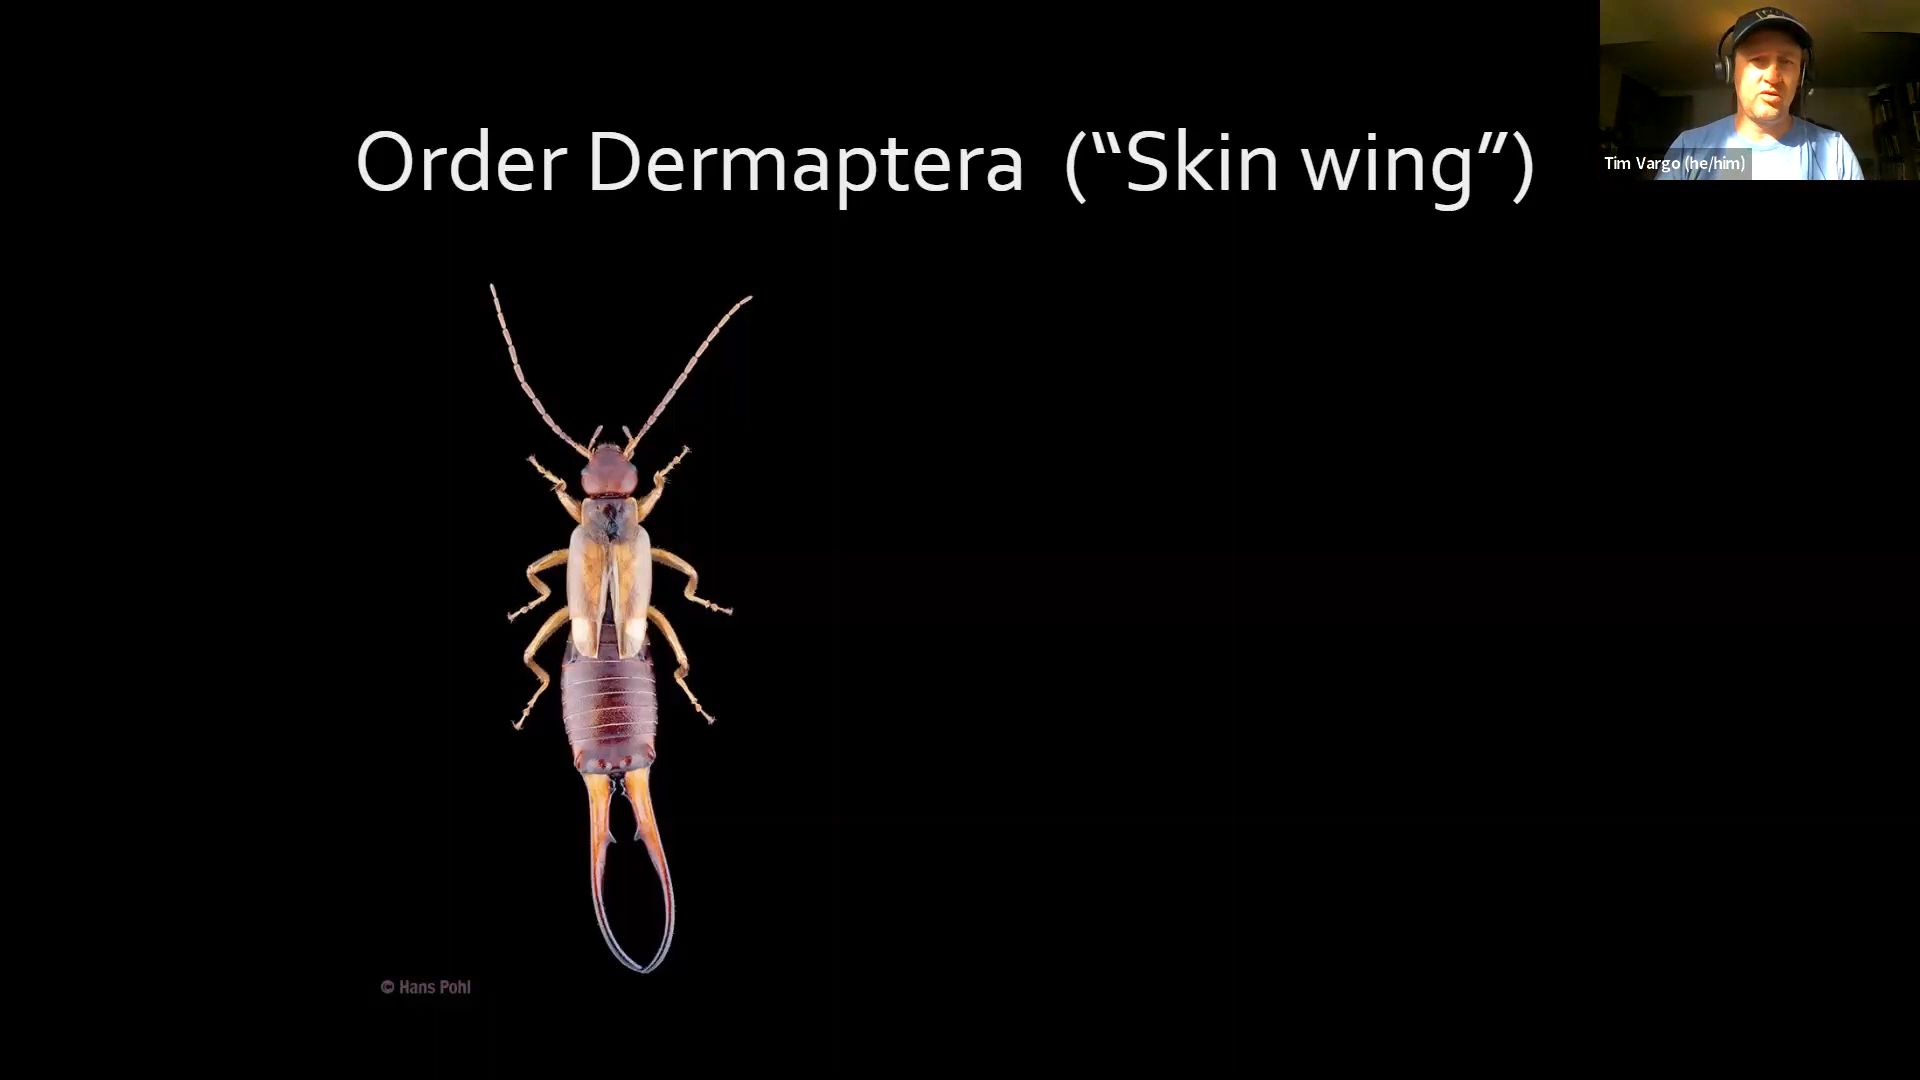 Order Dermaptera (“Skin wing”)
Tim Vargo (he/him)
© Hans Pohl